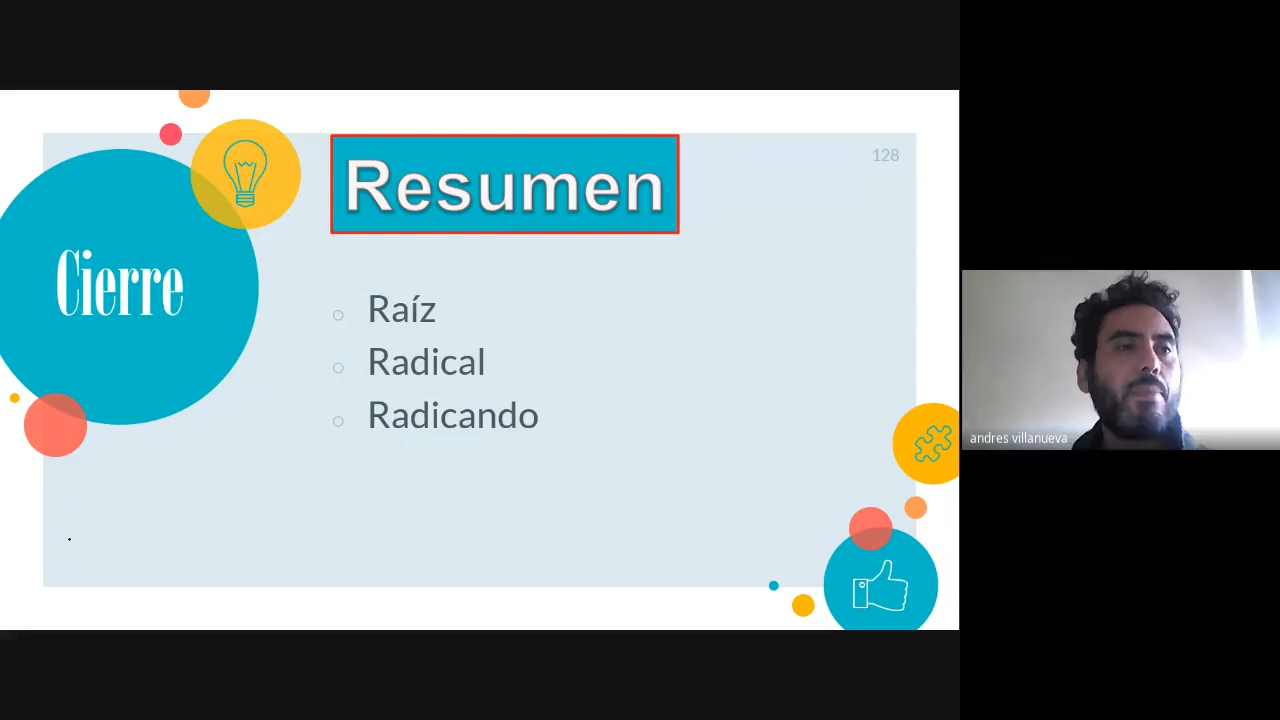 Resumen
128
Cierre
Raíz
Radical
Radicando
andres villanueva